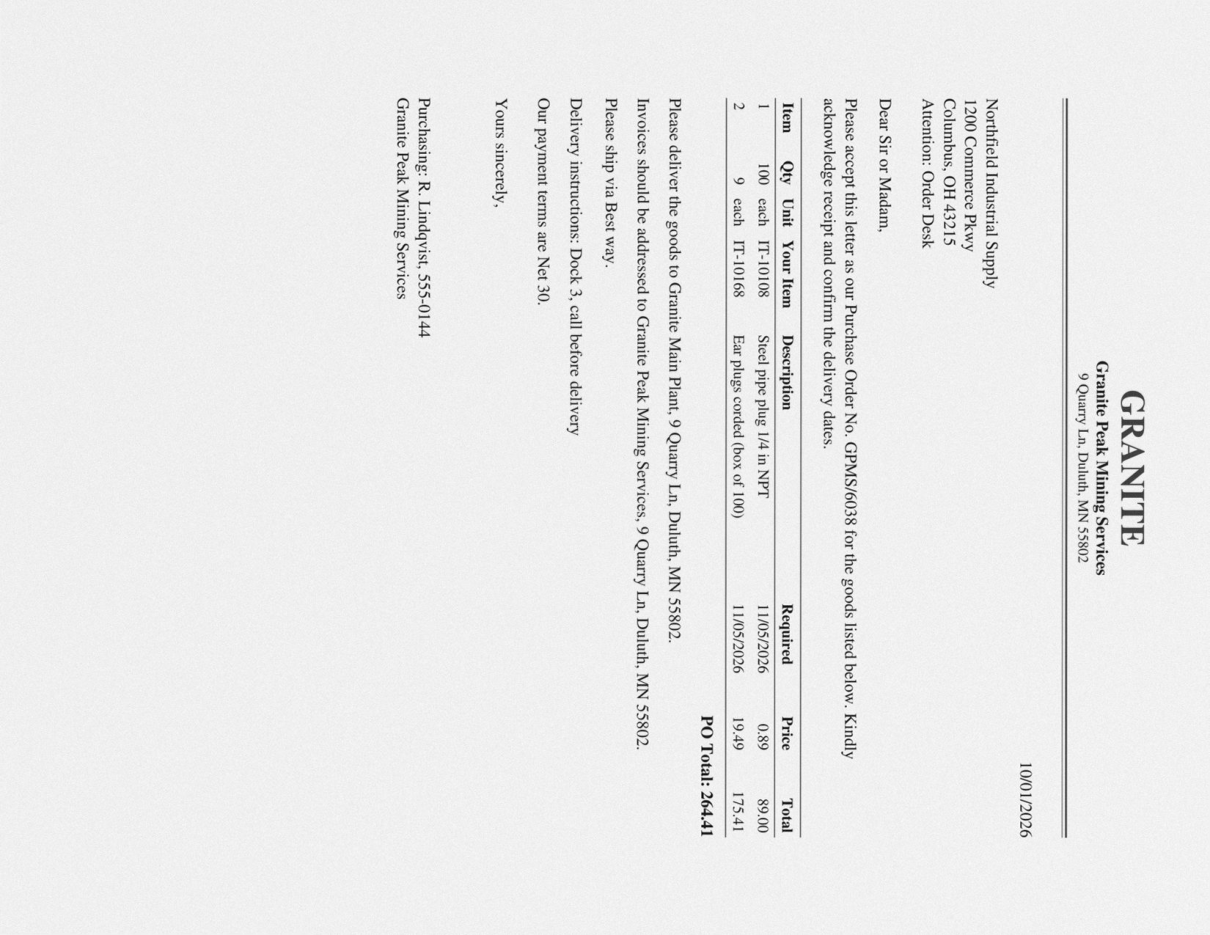 GRANITE
Granite Peak Mining Services
9 Quarry Ln, Duluth, MN 55802
10/01/2026
Northfield Industrial Supply
1200 Commerce Pkwy
Columbus, OH 43215
Attention: Order Desk
Dear Sir or Madam,
Please accept this letter as our Purchase Order No. GPMS/6038 for the goods listed below. Kindly
acknowledge receipt and confirm the delivery dates.
Item Qty Unit Your Item Description Required Price Total
1 100 each IT-10108 Steel pipe plug 1/4 in NPT 11/05/2026 0.89 89.00
2 9 each IT-10168 Ear plugs corded (box of 100) 11/05/2026 19.49 175.41
PO Total: 264.41
Please deliver the goods to Granite Main Plant, 9 Quarry Ln, Duluth, MN 55802.
Invoices should be addressed to Granite Peak Mining Services, 9 Quarry Ln, Duluth, MN 55802.
Please ship via Best way.
Delivery instructions: Dock 3, call before delivery
Our payment terms are Net 30.
Yours sincerely,
Purchasing: R. Lindqvist, 555-0144
Granite Peak Mining Services